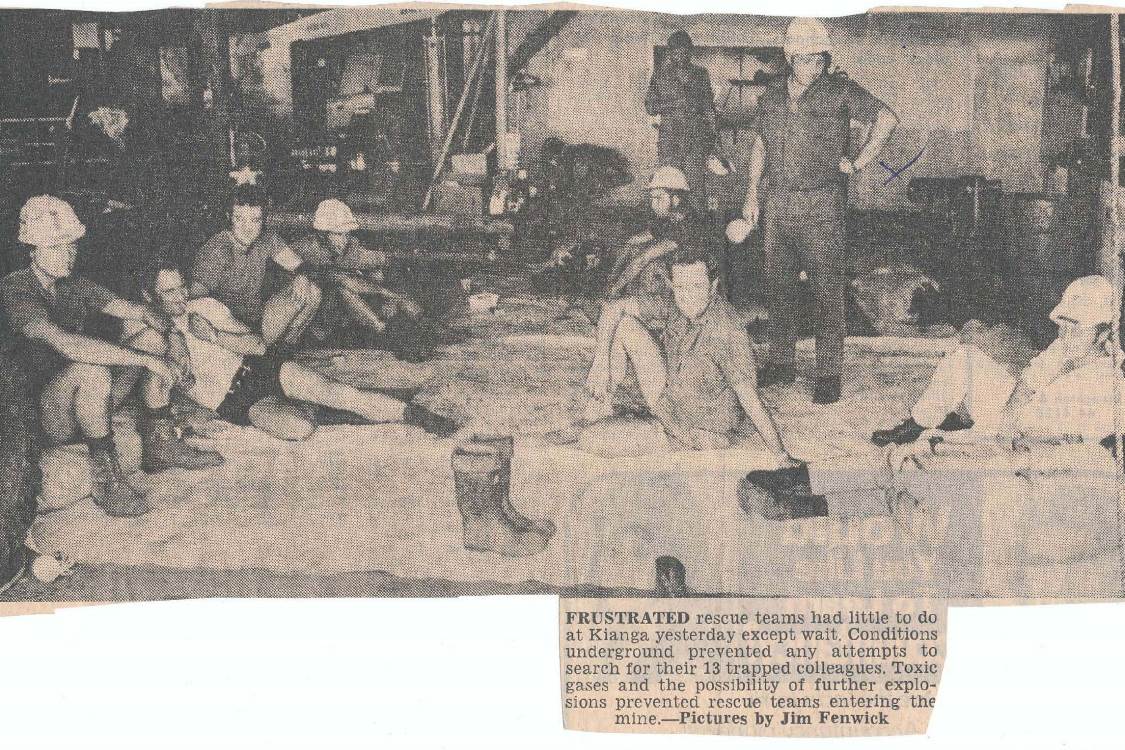 FRUSTRATED rescue teams had little to do
at Kianga yesterday except wait. Conditions
underground prevented any attempts to
search for their 13 trapped colleagues. Toxic
gases and the possibility of further explo-
sions prevented rescue teams entering the
mine.—Pictures by Jim Fenwick